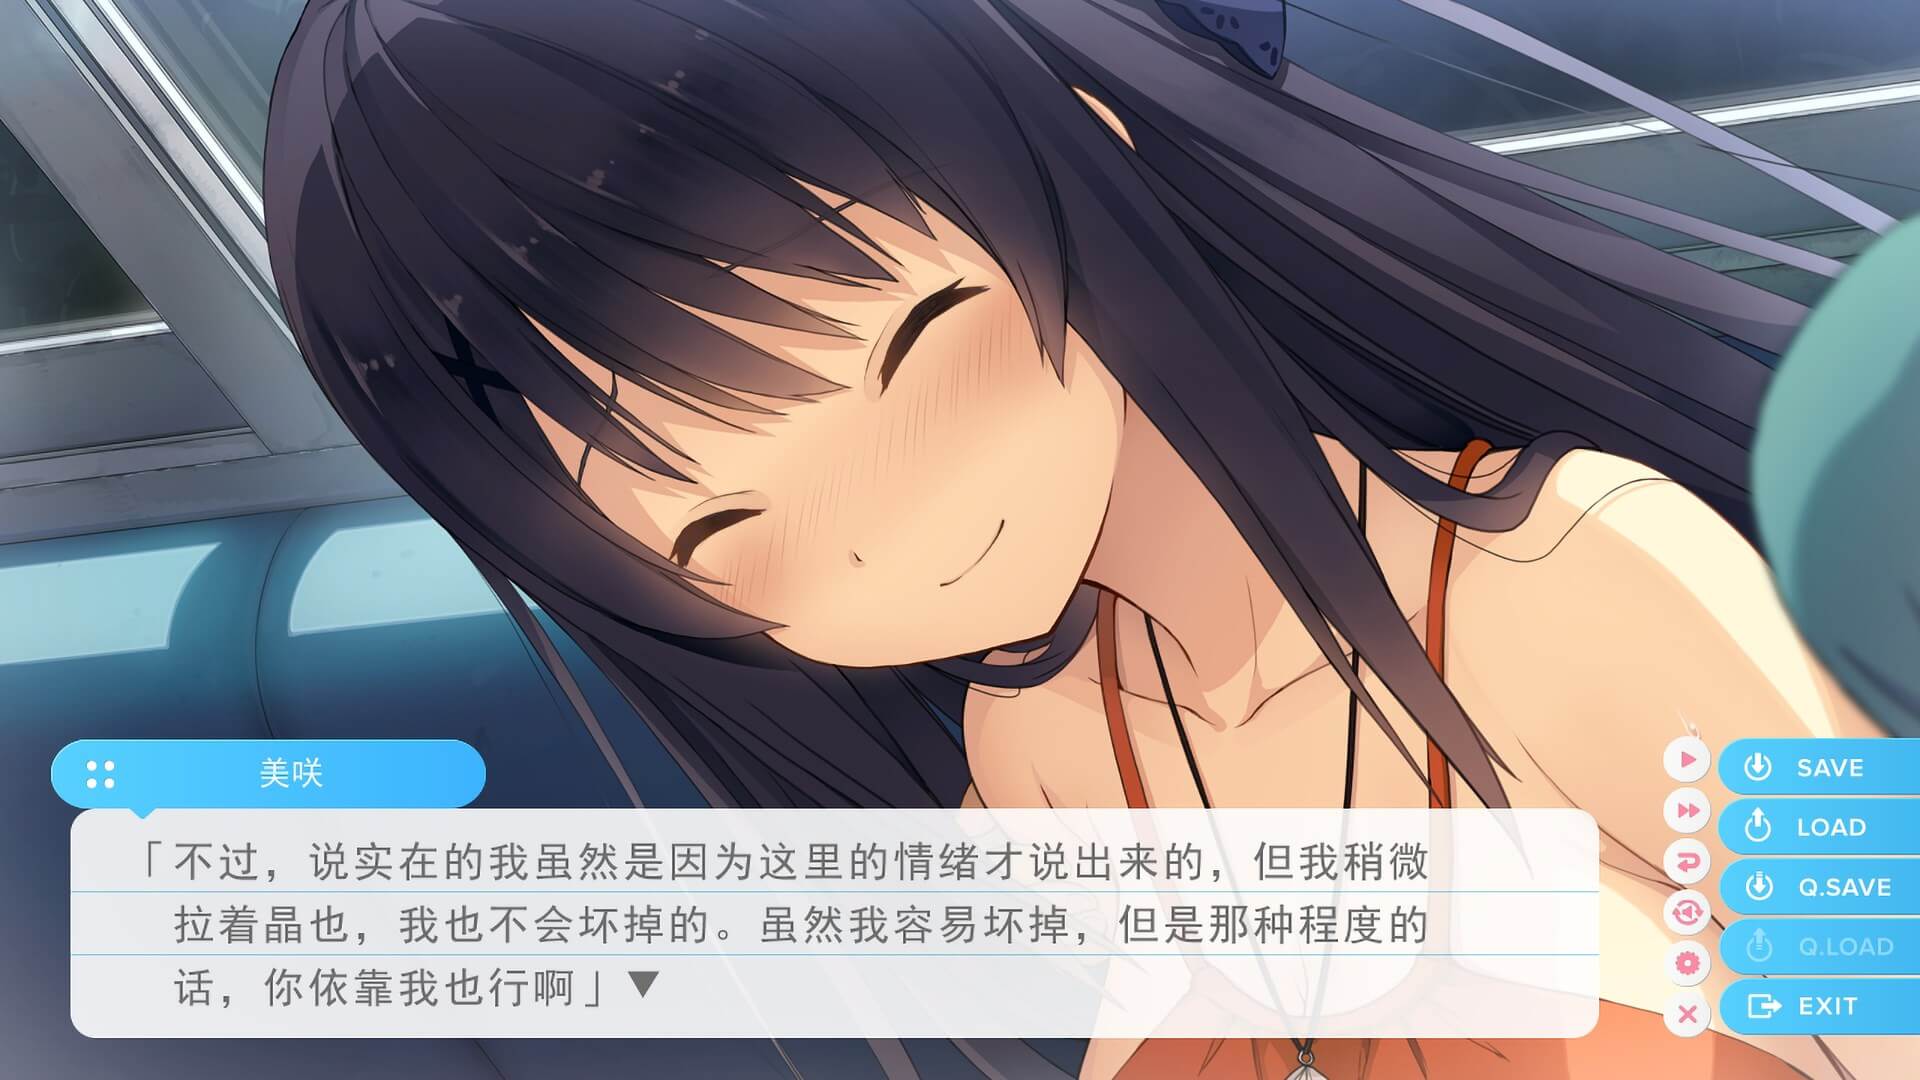 美咲
「不过，说实在的我虽然是因为这里的情绪才说出来的，但我稍微
拉着晶也，我也不会坏掉的。虽然我容易坏掉，但是那种程度的
话，你依靠我也行啊」▼
SAVE
LOAD
Q.SAVE
Q.LOAD
EXIT